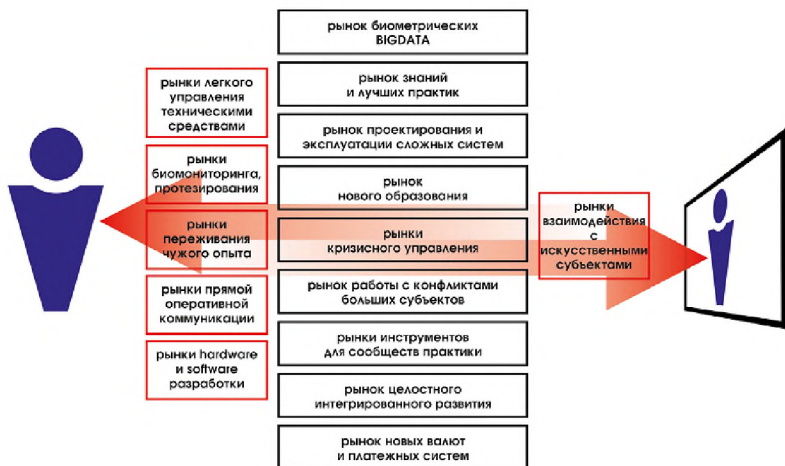 рынки легкого
управления
техническими
средствами
рынки
биомониторинга,
протезирования
рынки
переживания
чужого опыта
рынки прямой
оперативной
коммуникации
рынки hardware
и software
разработки
рынок биометрических
BIGDATA
рынок знаний
и лучших практик
рынок проектирования и
эксплуатации сложных систем
рынок
нового образования
рынки
кризисного управления
рынок работы с конфликтами
больших субъектов
рынки инструментов
для сообществ практики
рынок целостного
интегрированного развития
рынок новых валют
и платежных систем
рынки
взаимодействия
с
искусственными
субъектами